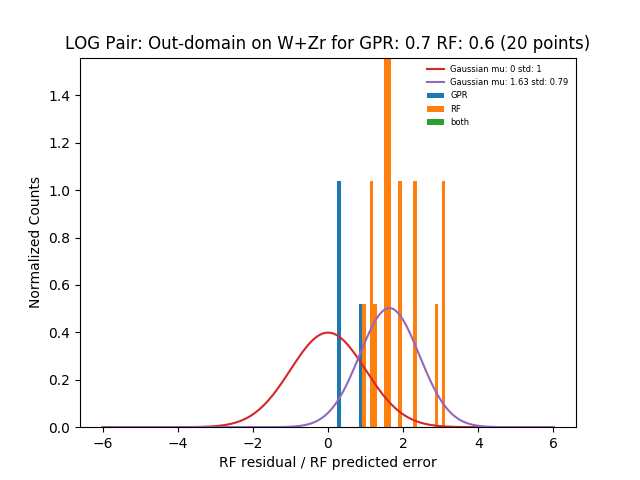 LOG Pair: Out-domain on W+Zr for GPR: 0.7 RF: 0.6 (20 points)
Gaussian mu: 0 std: 1
Gaussian mu: 1.63 std: 0.79
GPR
RF
both
Normalized Counts
1.4
1.2
1.0
0.8
0.6
0.4
0.2
0.0
−6 −4 −2 0 2 4 6
RF residual / RF predicted error